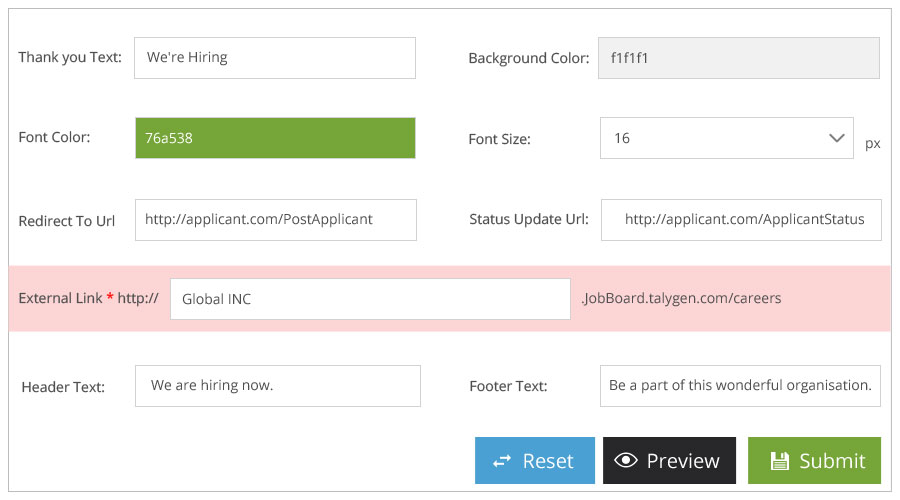 Thank you Text: We're Hiring Background Color: f1f1f1
Font Color: 76a538 Font Size: 16 px
Redirect To Url http://applicant.com/PostApplicant Status Update Url: http://applicant.com/ApplicantStatus
External Link * http:// Global INC .JobBoard.talygen.com/careers
Header Text: We are hiring now. Footer Text: Be a part of this wonderful organisation.
Reset Preview Submit